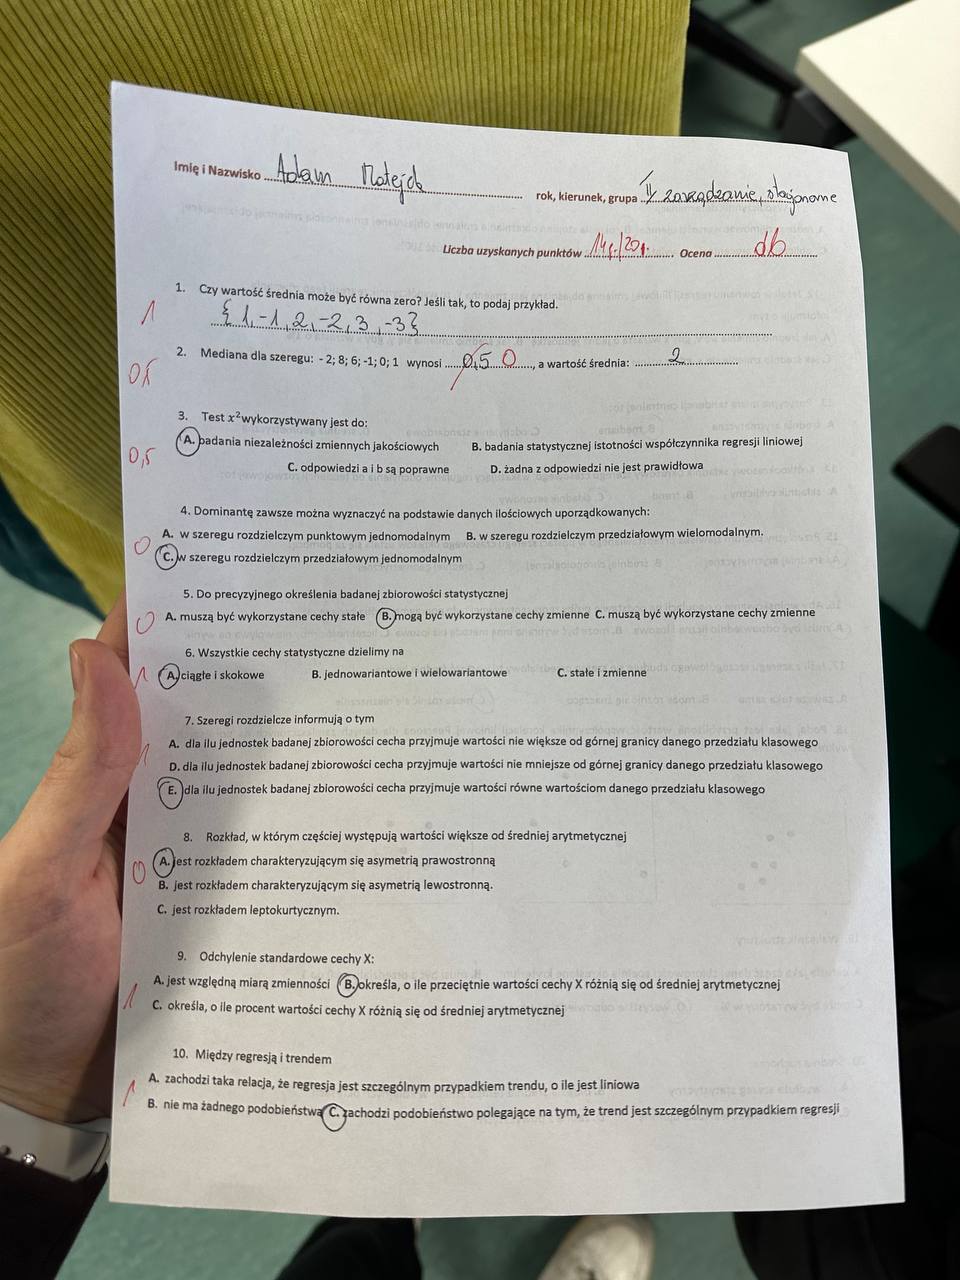 Imię i Nazwisko Adam rok, kierunek, grupa IV zarządzanie, stacjonarne
Liczba uzyskanych punktów 14p/20p. Ocena db
1. Czy wartość średnia może być równa zero? Jeśli tak, to podaj przykład.
1 { 1, -1, 2, -2, 3, -3 }
2. Mediana dla szeregu: - 2; 8; 6; -1; 0; 1 wynosi 0,5 0, a wartość średnia: 2
3. Test x² wykorzystywany jest do:
A. badania niezależności zmiennych jakościowych B. badania statystycznej istotności współczynnika regresji liniowej
0,5 C. odpowiedzi a i b są poprawne D. żadna z odpowiedzi nie jest prawidłowa
4. Dominantę zawsze można wyznaczyć na podstawie danych ilościowych uporządkowanych:
A. w szeregu rozdzielczym punktowym jednomodalnym B. w szeregu rozdzielczym przedziałowym wielomodalnym.
0 C. w szeregu rozdzielczym przedziałowym jednomodalnym
5. Do precyzyjnego określenia badanej zbiorowości statystycznej
0 A. muszą być wykorzystane cechy stałe B. mogą być wykorzystane cechy zmienne C. muszą być wykorzystane cechy zmienne
6. Wszystkie cechy statystyczne dzielimy na
1 A. ciągłe i skokowe B. jednowariantowe i wielowariantowe C. stałe i zmienne
7. Szeregi rozdzielcze informują o tym
1 A. dla ilu jednostek badanej zbiorowości cecha przyjmuje wartości nie większe od górnej granicy danego przedziału klasowego
D. dla ilu jednostek badanej zbiorowości cecha przyjmuje wartości nie mniejsze od górnej granicy danego przedziału klasowego
E. dla ilu jednostek badanej zbiorowości cecha przyjmuje wartości równe wartościom danego przedziału klasowego
8. Rozkład, w którym częściej występują wartości większe od średniej arytmetycznej
0 A. jest rozkładem charakteryzującym się asymetrią prawostronną
B. jest rozkładem charakteryzującym się asymetrią lewostronną.
C. jest rozkładem leptokurtycznym.
9. Odchylenie standardowe cechy X:
1 A. jest względną miarą zmienności B. określa, o ile przeciętnie wartości cechy X różnią się od średniej arytmetycznej
C. określa, o ile procent wartości cechy X różnią się od średniej arytmetycznej
10. Między regresją i trendem
1 A. zachodzi taka relacja, że regresja jest szczególnym przypadkiem trendu, o ile jest liniowa
B. nie ma żadnego podobieństwa C. zachodzi podobieństwo polegające na tym, że trend jest szczególnym przypadkiem regresji